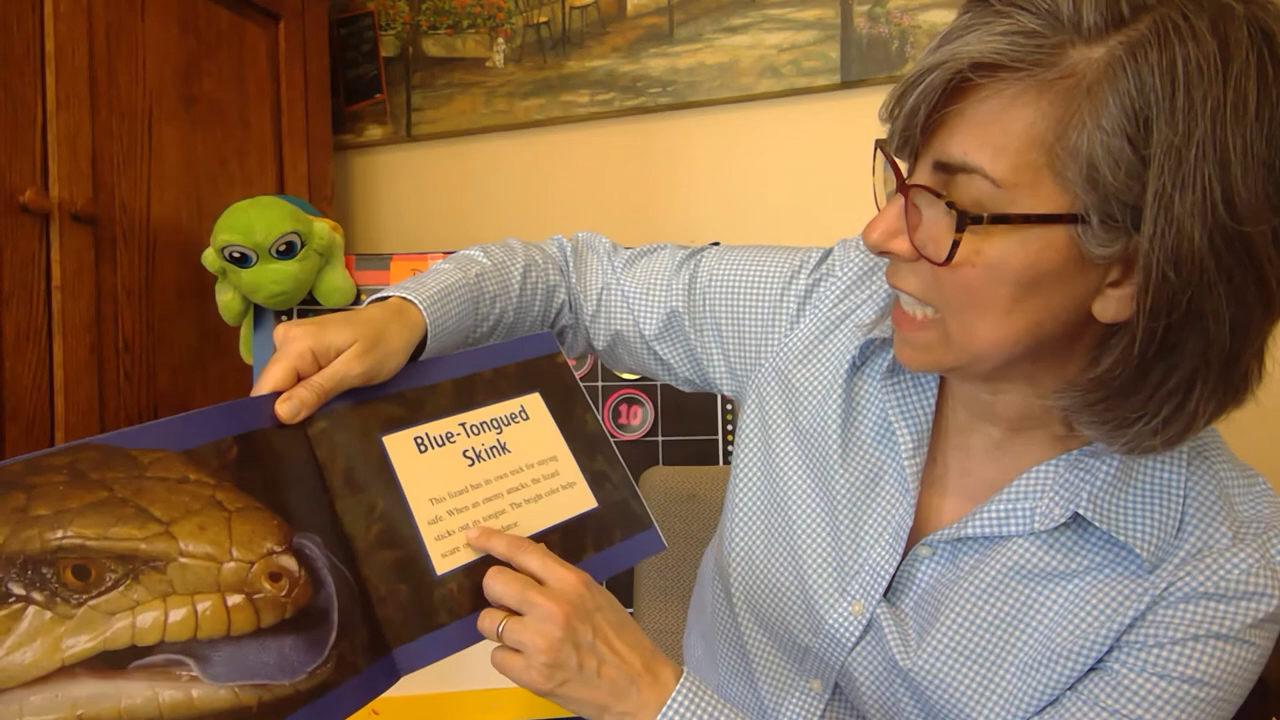 Blue-Tongued
Skink
This lizard has its own trick for staying
safe. When an enemy attacks, the lizard
sticks out its tongue. The bright color helps
scare
10